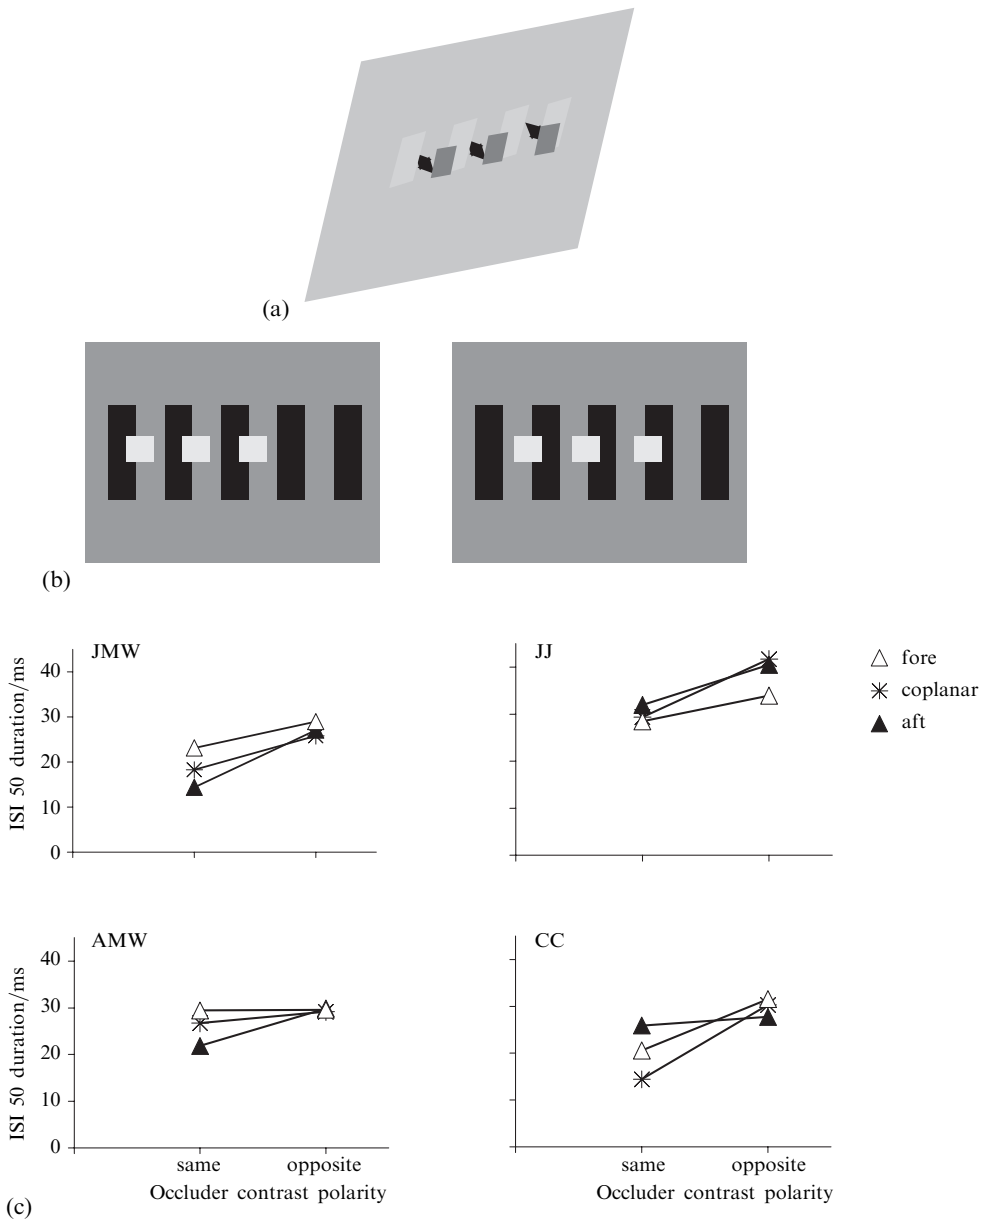 (a)
(b)
JMW
40
30
20
10
0
ISI 50 duration/ms
JJ
fore
coplanar
aft
AMW
40
30
20
10
0
ISI 50 duration/ms
same opposite
Occluder contrast polarity
CC
same opposite
Occluder contrast polarity
(c)